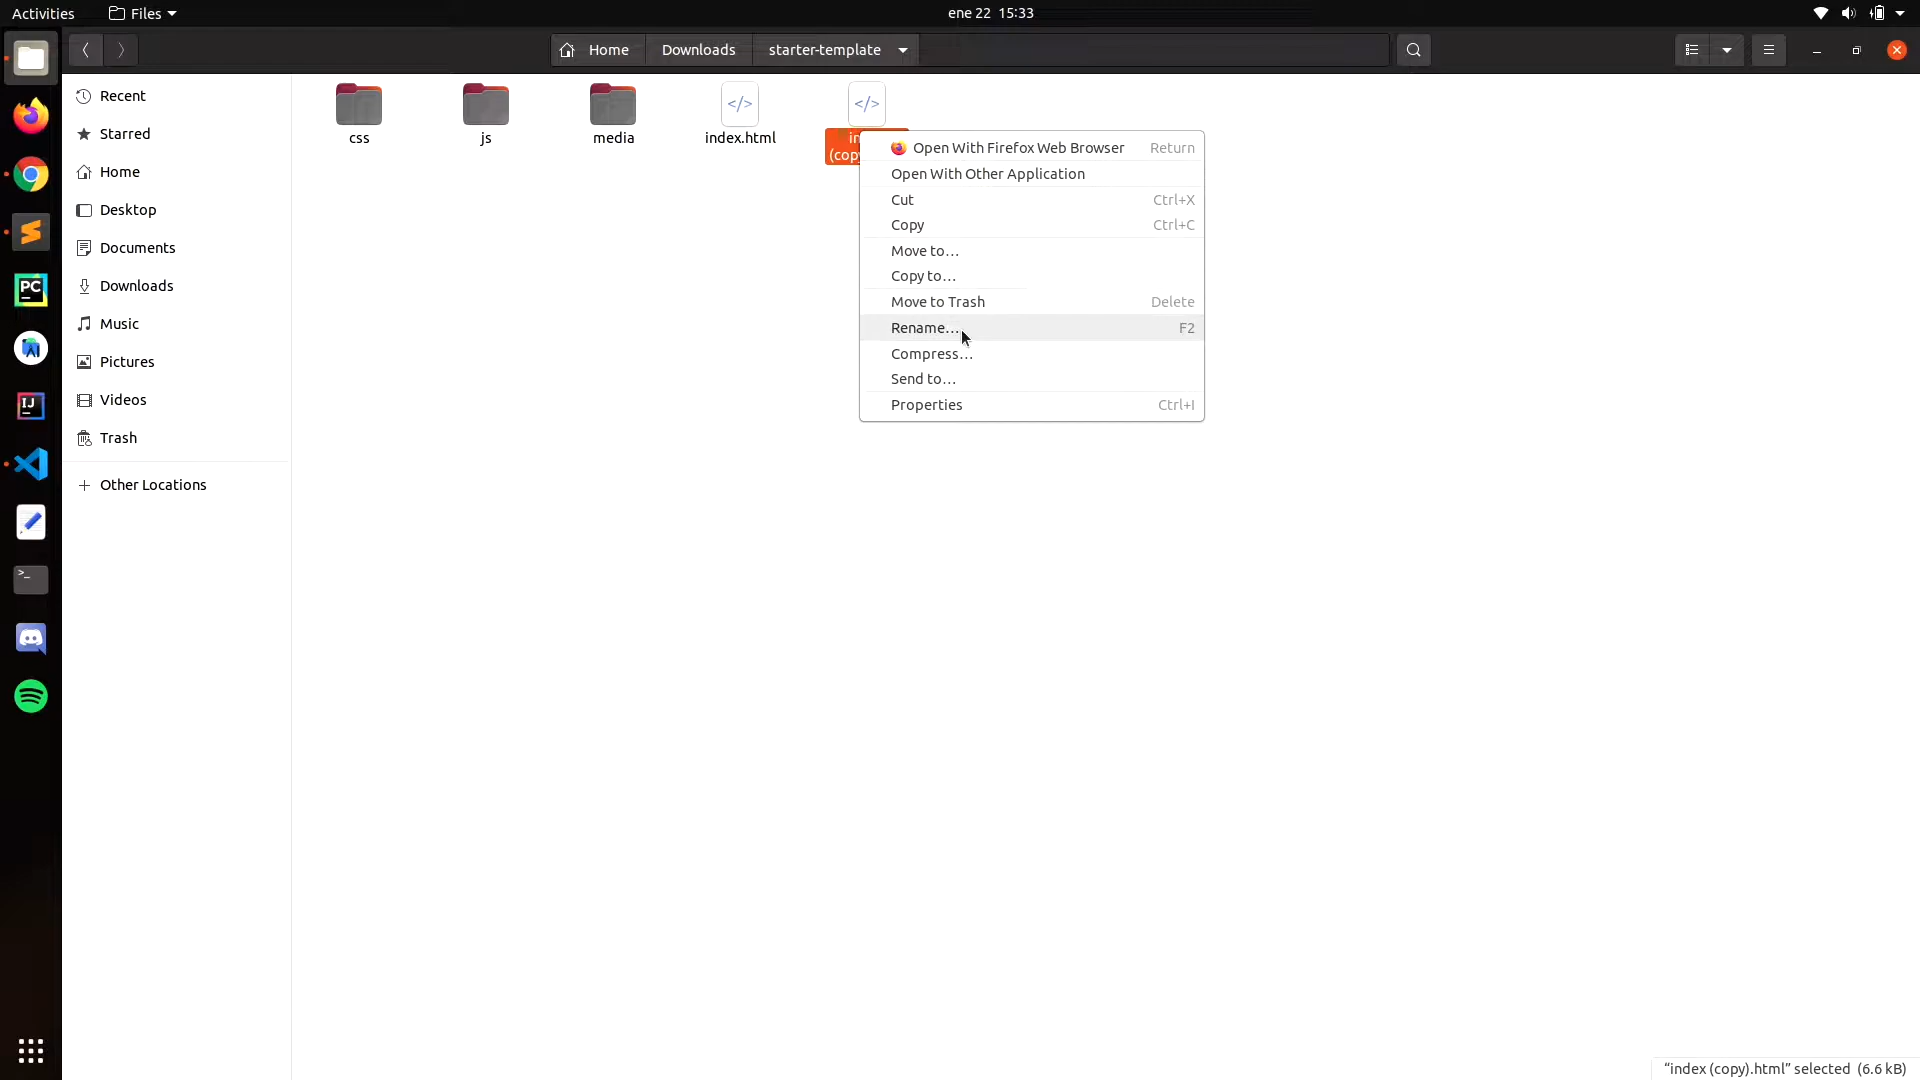 Activities Files ene 22 15:33
Home Downloads starter-template
Recent
Starred
Home
Desktop
Documents
Downloads
Music
Pictures
Videos
Trash
Other Locations
css js media </> index.html </>
Open With Firefox Web Browser Return
Open With Other Application
Cut Ctrl+X
Copy Ctrl+C
Move to...
Copy to...
Move to Trash Delete
Rename... F2
Compress...
Send to...
Properties Ctrl+I
PC
IJ
>_
“index (copy).html” selected (6.6 kB)